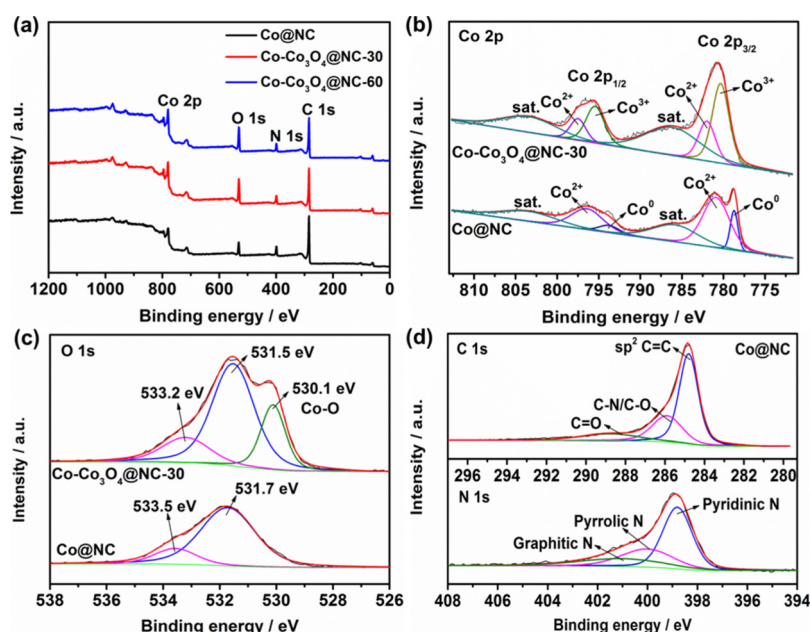 (a)
Co@NC
Co-Co₃O₄@NC-30
Co-Co₃O₄@NC-60
Co 2p
O 1s
N 1s
C 1s
Intensity / a.u.
1200 1000 800 600 400 200 0
Binding energy / eV
(b)
Co 2p
Co 2p₃/₂
Co 2p₁/₂
Co²⁺
Co³⁺
Co²⁺
Co³⁺
sat.
sat.
Co-Co₃O₄@NC-30
Co²⁺
Co²⁺
Co⁰
Co⁰
sat.
sat.
Co@NC
Intensity / a.u.
810 805 800 795 790 785 780 775
Binding energy / eV
(c)
O 1s
531.5 eV
533.2 eV
530.1 eV
Co-O
Co-Co₃O₄@NC-30
531.7 eV
533.5 eV
Co@NC
Intensity / a.u.
538 536 534 532 530 528 526
Binding energy / eV
(d)
C 1s
sp² C=C
Co@NC
C-N/C-O
C=O
296 294 292 290 288 286 284 282 280
N 1s
Pyrrolic N
Pyridinic N
Graphitic N
Intensity / a.u.
408 406 404 402 400 398 396 394
Binding energy / eV